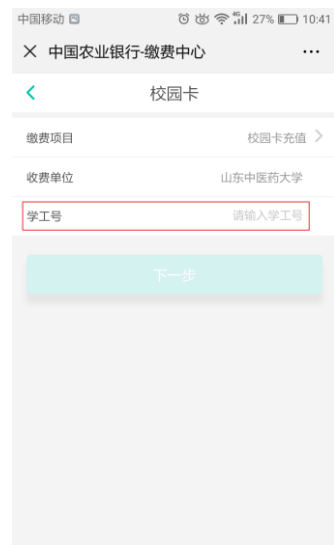 中国移动 4G 27% 10:41
× 中国农业银行-缴费中心 ...
< 校园卡
缴费项目 校园卡充值 >
收费单位 山东中医药大学
学工号 请输入学工号
下一步